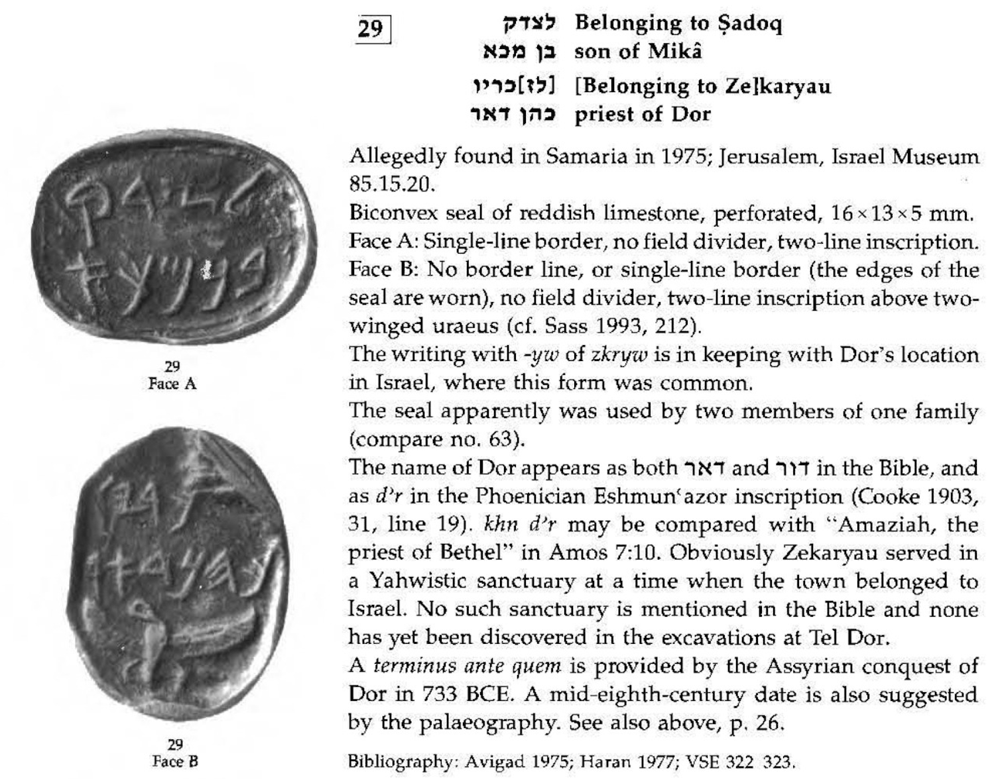 29
לצדק Belonging to Ṣadoq
בן מכא son of Mikâ
[לז]כריו [Belonging to Ze]karyau
כהן דאר priest of Dor
Allegedly found in Samaria in 1975; Jerusalem, Israel Museum
85.15.20.
Biconvex seal of reddish limestone, perforated, 16×13×5 mm.
Face A: Single-line border, no field divider, two-line inscription.
Face B: No border line, or single-line border (the edges of the
seal are worn), no field divider, two-line inscription above two-
winged uraeus (cf. Sass 1993, 212).
The writing with -yw of zkryw is in keeping with Dor's location
in Israel, where this form was common.
The seal apparently was used by two members of one family
(compare no. 63).
The name of Dor appears as both דאר and דור in the Bible, and
as d’r in the Phoenician Eshmun‘azor inscription (Cooke 1903,
31, line 19). khn d’r may be compared with "Amaziah, the
priest of Bethel" in Amos 7:10. Obviously Zekaryau served in
a Yahwistic sanctuary at a time when the town belonged to
Israel. No such sanctuary is mentioned in the Bible and none
has yet been discovered in the excavations at Tel Dor.
A terminus ante quem is provided by the Assyrian conquest of
Dor in 733 BCE. A mid-eighth-century date is also suggested
by the palaeography. See also above, p. 26.
Bibliography: Avigad 1975; Haran 1977; VSE 322 323.
𐤋𐤑𐤃𐤒
𐤁𐤍𐤌𐤊𐤀
29
Face A
𐤊𐤓𐤉𐤅
𐤊𐤄𐤍𐤃𐤀𐤓
29
Face B